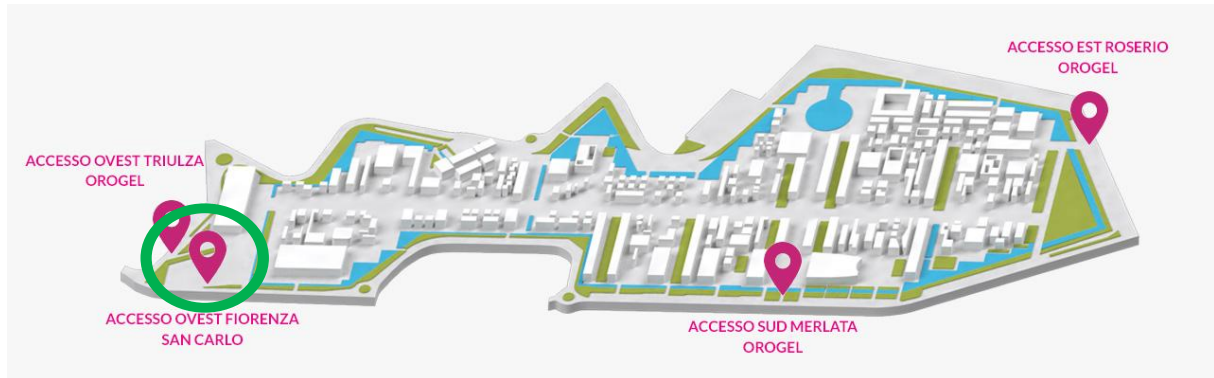 ACCESSO EST ROSERIO
OROGEL
ACCESSO OVEST TRIULZA
OROGEL
ACCESSO OVEST FIORENZA
SAN CARLO
ACCESSO SUD MERLATA
OROGEL